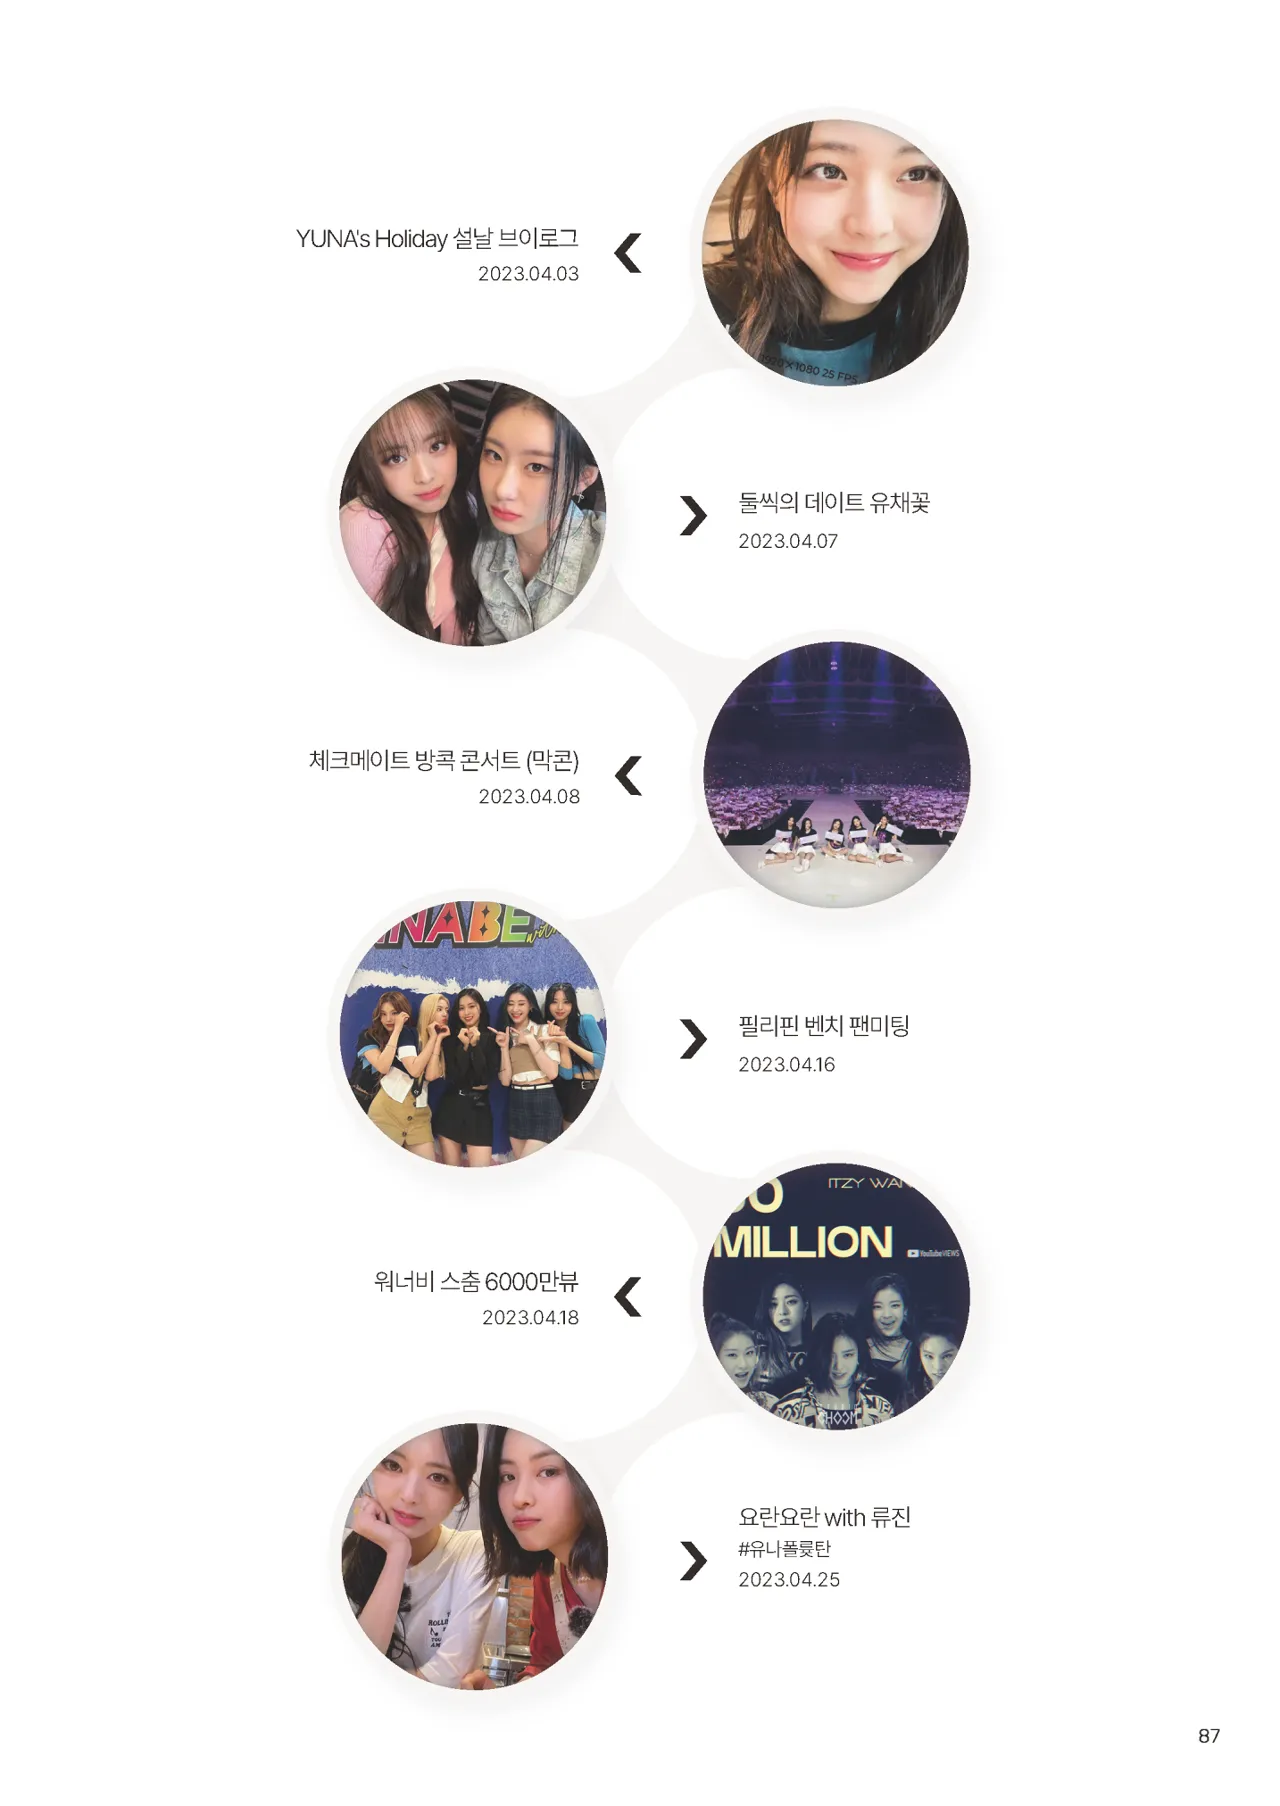 YUNA's Holiday 설날 브이로그
2023.04.03
1920 X 1080 25 FPS
둘씩의 데이트 유채꽃
2023.04.07
체크메이트 방콕 콘서트 (막콘)
2023.04.08
NABE
필리핀 벤치 팬미팅
2023.04.16
ITZY WAN
MILLION
YouTube VIEWS
워너비 스춤 6000만뷰
2023.04.18
CHOOM
요란요란 with 류진
#유나폴륫탄
2023.04.25
87